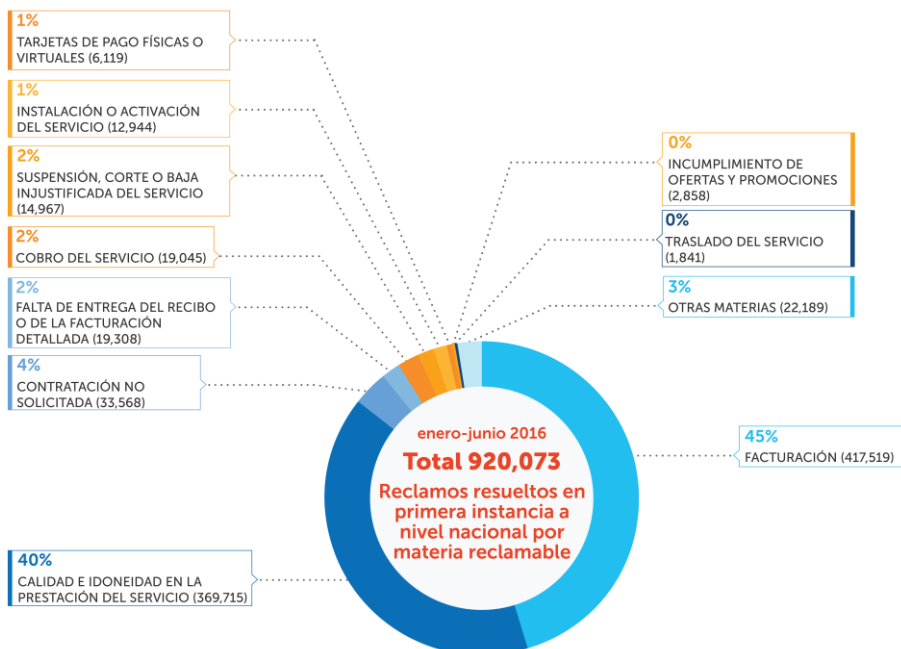 1%
TARJETAS DE PAGO FÍSICAS O
VIRTUALES (6,119)
1%
INSTALACIÓN O ACTIVACIÓN
DEL SERVICIO (12,944)
2%
SUSPENSIÓN, CORTE O BAJA
INJUSTIFICADA DEL SERVICIO
(14,967)
2%
COBRO DEL SERVICIO (19,045)
2%
FALTA DE ENTREGA DEL RECIBO
O DE LA FACTURACIÓN
DETALLADA (19,308)
4%
CONTRATACIÓN NO
SOLICITADA (33,568)
40%
CALIDAD E IDONEIDAD EN LA
PRESTACIÓN DEL SERVICIO (369,715)
enero-junio 2016
Total 920,073
Reclamos resueltos en
primera instancia a
nivel nacional por
materia reclamable
0%
INCUMPLIMIENTO DE
OFERTAS Y PROMOCIONES
(2,858)
0%
TRASLADO DEL SERVICIO
(1,841)
3%
OTRAS MATERIAS (22,189)
45%
FACTURACIÓN (417,519)